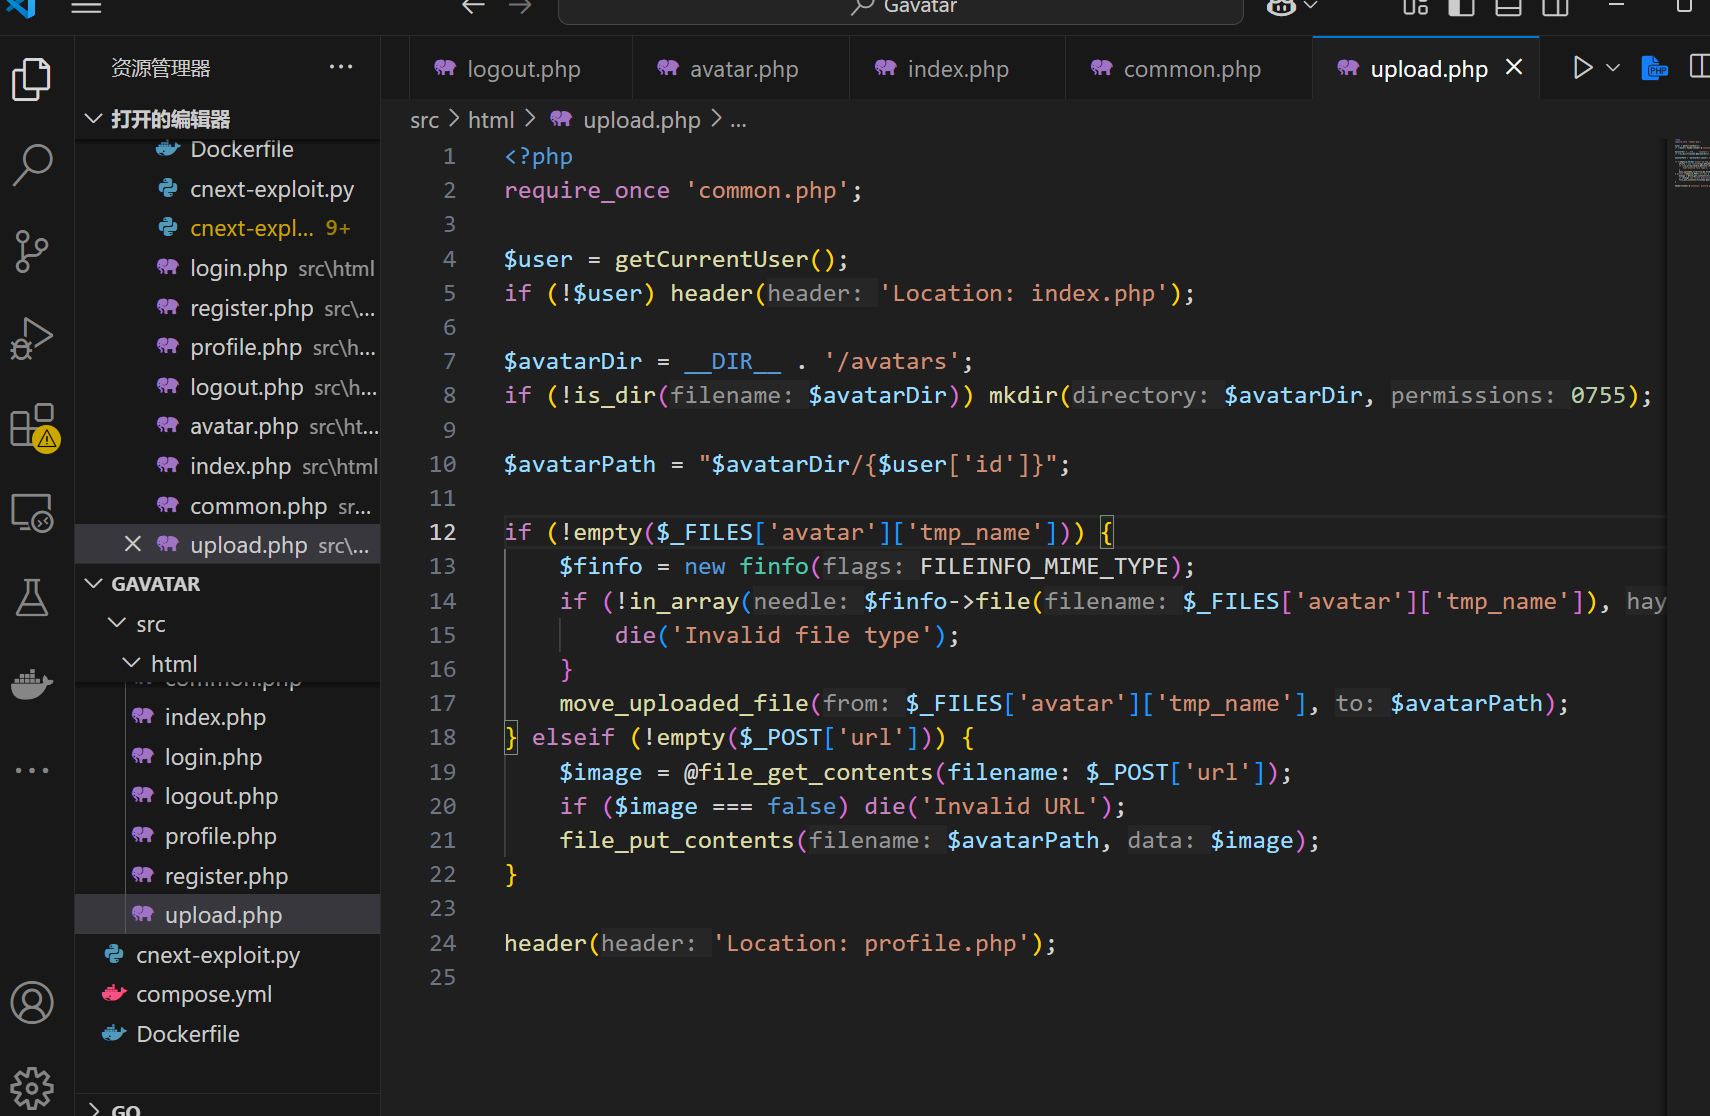 Gavatar
资源管理器
logout.php
avatar.php
index.php
common.php
upload.php
PHP
打开的编辑器
Dockerfile
cnext-exploit.py
cnext-expl... 9+
login.php src\html
register.php src\...
profile.php src\h...
logout.php src\h...
avatar.php src\ht...
index.php src\html
common.php sr...
upload.php src\...
GAVATAR
src
html
common.php
index.php
login.php
logout.php
profile.php
register.php
upload.php
cnext-exploit.py
compose.yml
Dockerfile
GO
src > html > upload.php > ...
1 <?php
2 require_once 'common.php';
3
4 $user = getCurrentUser();
5 if (!$user) header(header: 'Location: index.php');
6
7 $avatarDir = __DIR__ . '/avatars';
8 if (!is_dir(filename: $avatarDir)) mkdir(directory: $avatarDir, permissions: 0755);
9
10 $avatarPath = "$avatarDir/{$user['id']}";
11
12 if (!empty($_FILES['avatar']['tmp_name'])) {
13 $finfo = new finfo(flags: FILEINFO_MIME_TYPE);
14 if (!in_array(needle: $finfo->file(filename: $_FILES['avatar']['tmp_name']), hay
15 die('Invalid file type');
16 }
17 move_uploaded_file(from: $_FILES['avatar']['tmp_name'], to: $avatarPath);
18 } elseif (!empty($_POST['url'])) {
19 $image = @file_get_contents(filename: $_POST['url']);
20 if ($image === false) die('Invalid URL');
21 file_put_contents(filename: $avatarPath, data: $image);
22 }
23
24 header(header: 'Location: profile.php');
25